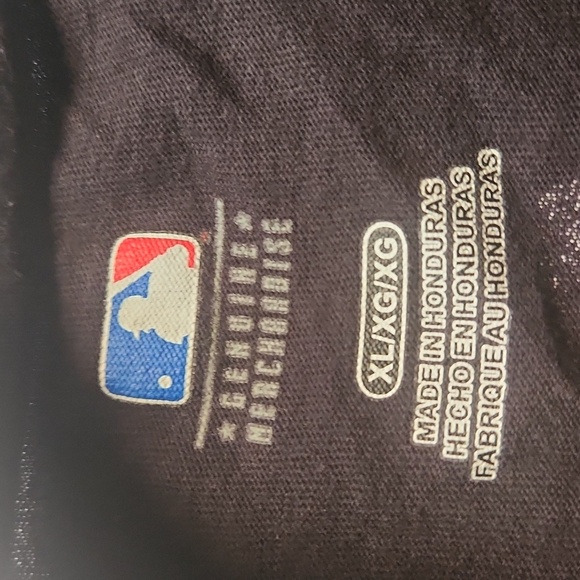 ★ GENUINE ★
MERCHANDISE
XL/XG/XG
MADE IN HONDURAS
HECHO EN HONDURAS
FABRIQUE AU HONDURAS